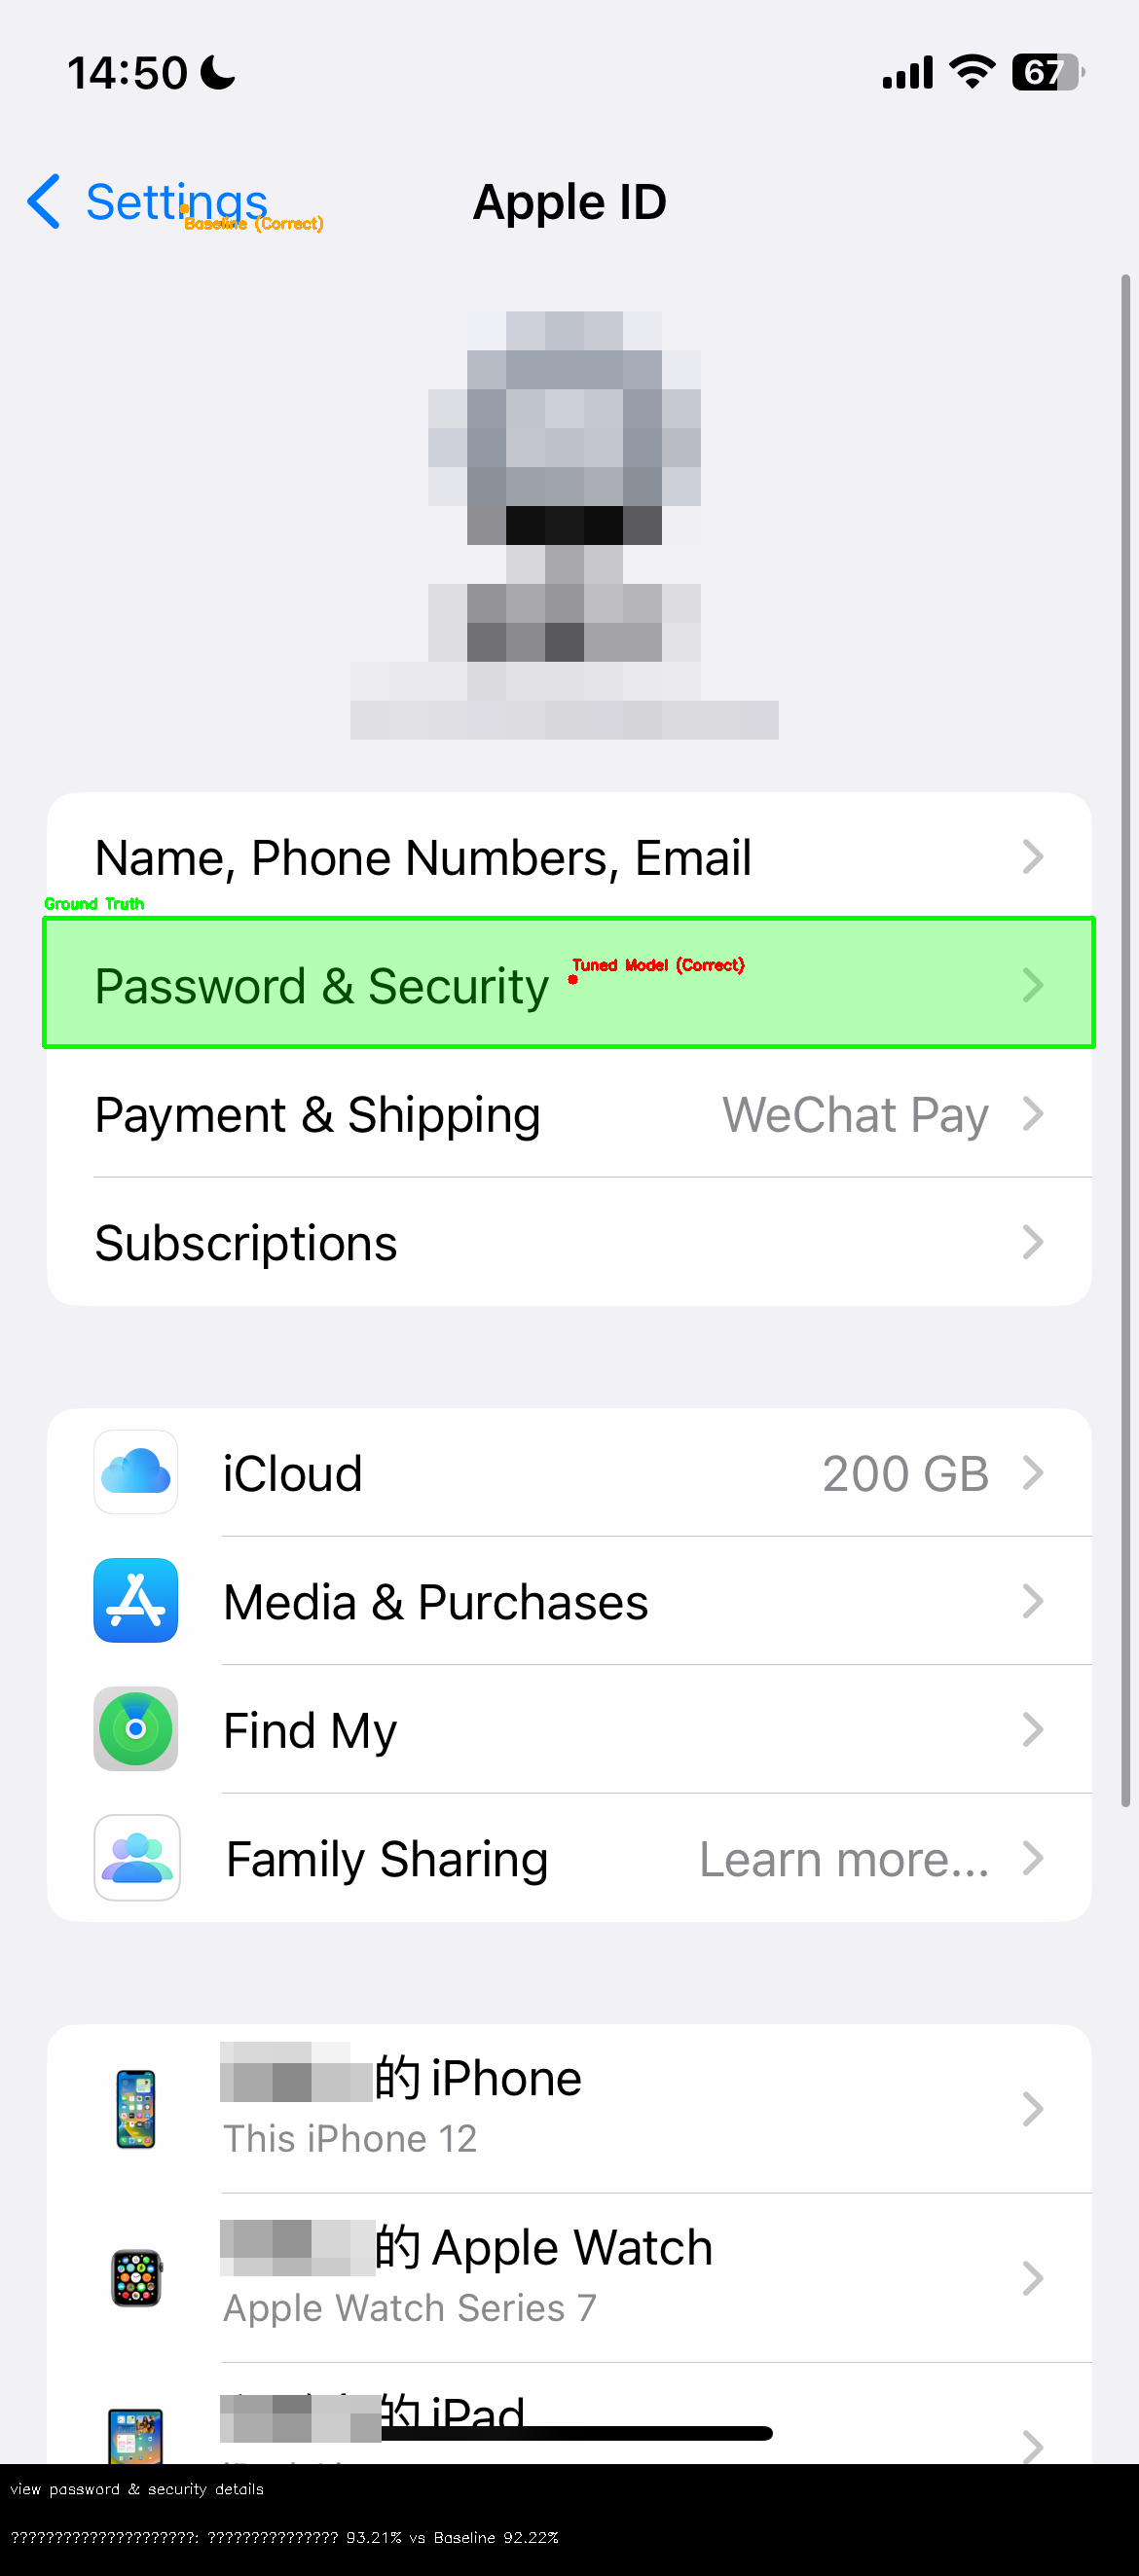 14:50
67
Settings
Apple ID
Baseline (Correct)
Name, Phone Numbers, Email
Ground Truth
Tuned Model (Correct)
Password & Security
Payment & Shipping WeChat Pay
Subscriptions
iCloud 200 GB
Media & Purchases
Find My
Family Sharing Learn more...
的 iPhone
This iPhone 12
的 Apple Watch
Apple Watch Series 7
的 iPad
view password & security details
?????????????????????: ??????????????? 93.21% vs Baseline 92.22%